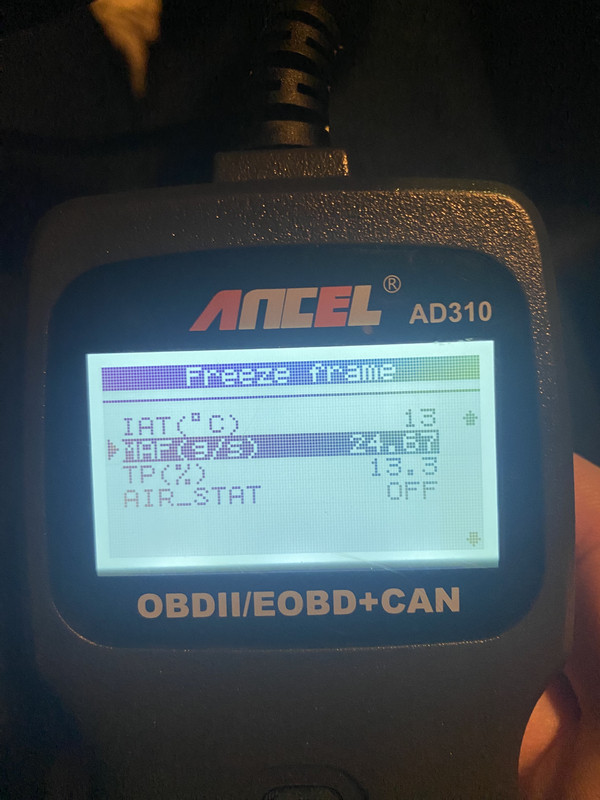 ANCEL® AD310
Freeze frame
IAT(°C) 13
MAF(g/s) 24.67
TP(%) 13.3
AIR_STAT OFF
OBDII/EOBD+CAN